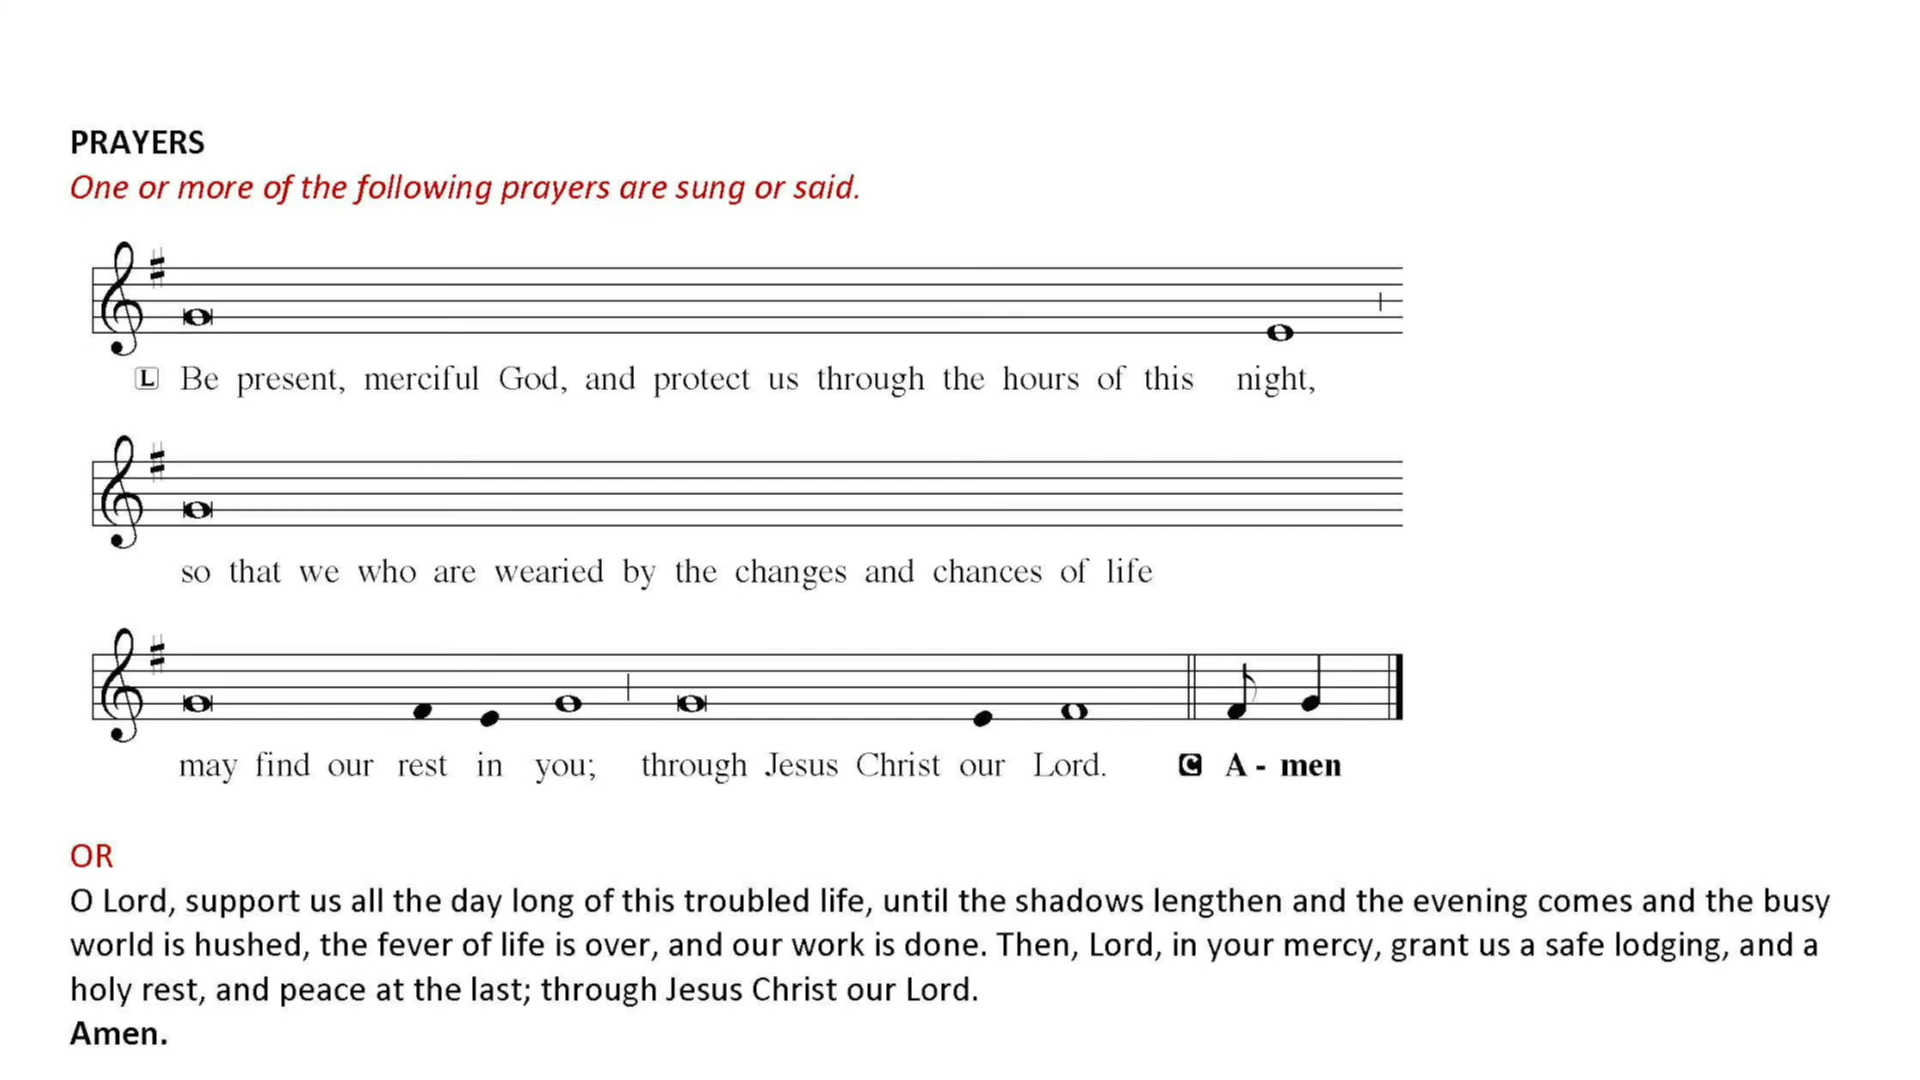 PRAYERS
One or more of the following prayers are sung or said.
L Be present, merciful God, and protect us through the hours of this night,
so that we who are wearied by the changes and chances of life
may find our rest in you; through Jesus Christ our Lord. C A - men
OR
O Lord, support us all the day long of this troubled life, until the shadows lengthen and the evening comes and the busy
world is hushed, the fever of life is over, and our work is done. Then, Lord, in your mercy, grant us a safe lodging, and a
holy rest, and peace at the last; through Jesus Christ our Lord.
Amen.